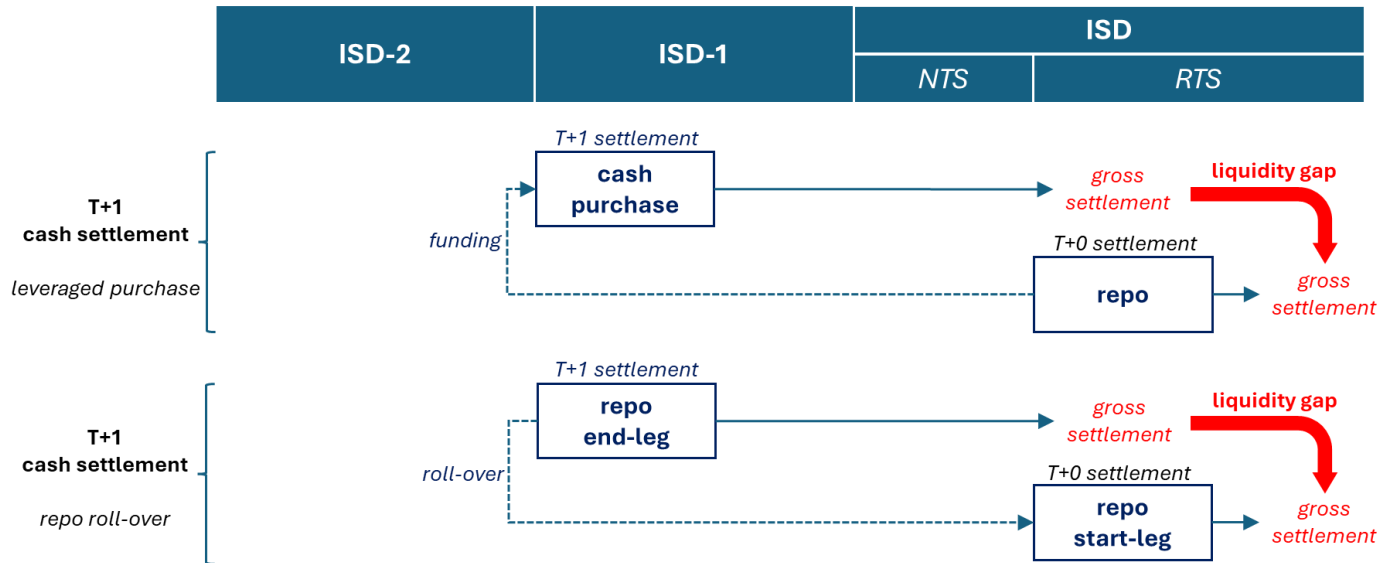 ISD-2
ISD-1
ISD
NTS
RTS
T+1 settlement
cash
purchase
gross
settlement
liquidity gap
T+1
cash settlement
leveraged purchase
funding
T+0 settlement
repo
gross
settlement
T+1 settlement
repo
end-leg
gross
settlement
liquidity gap
T+1
cash settlement
repo roll-over
roll-over
T+0 settlement
repo
start-leg
gross
settlement